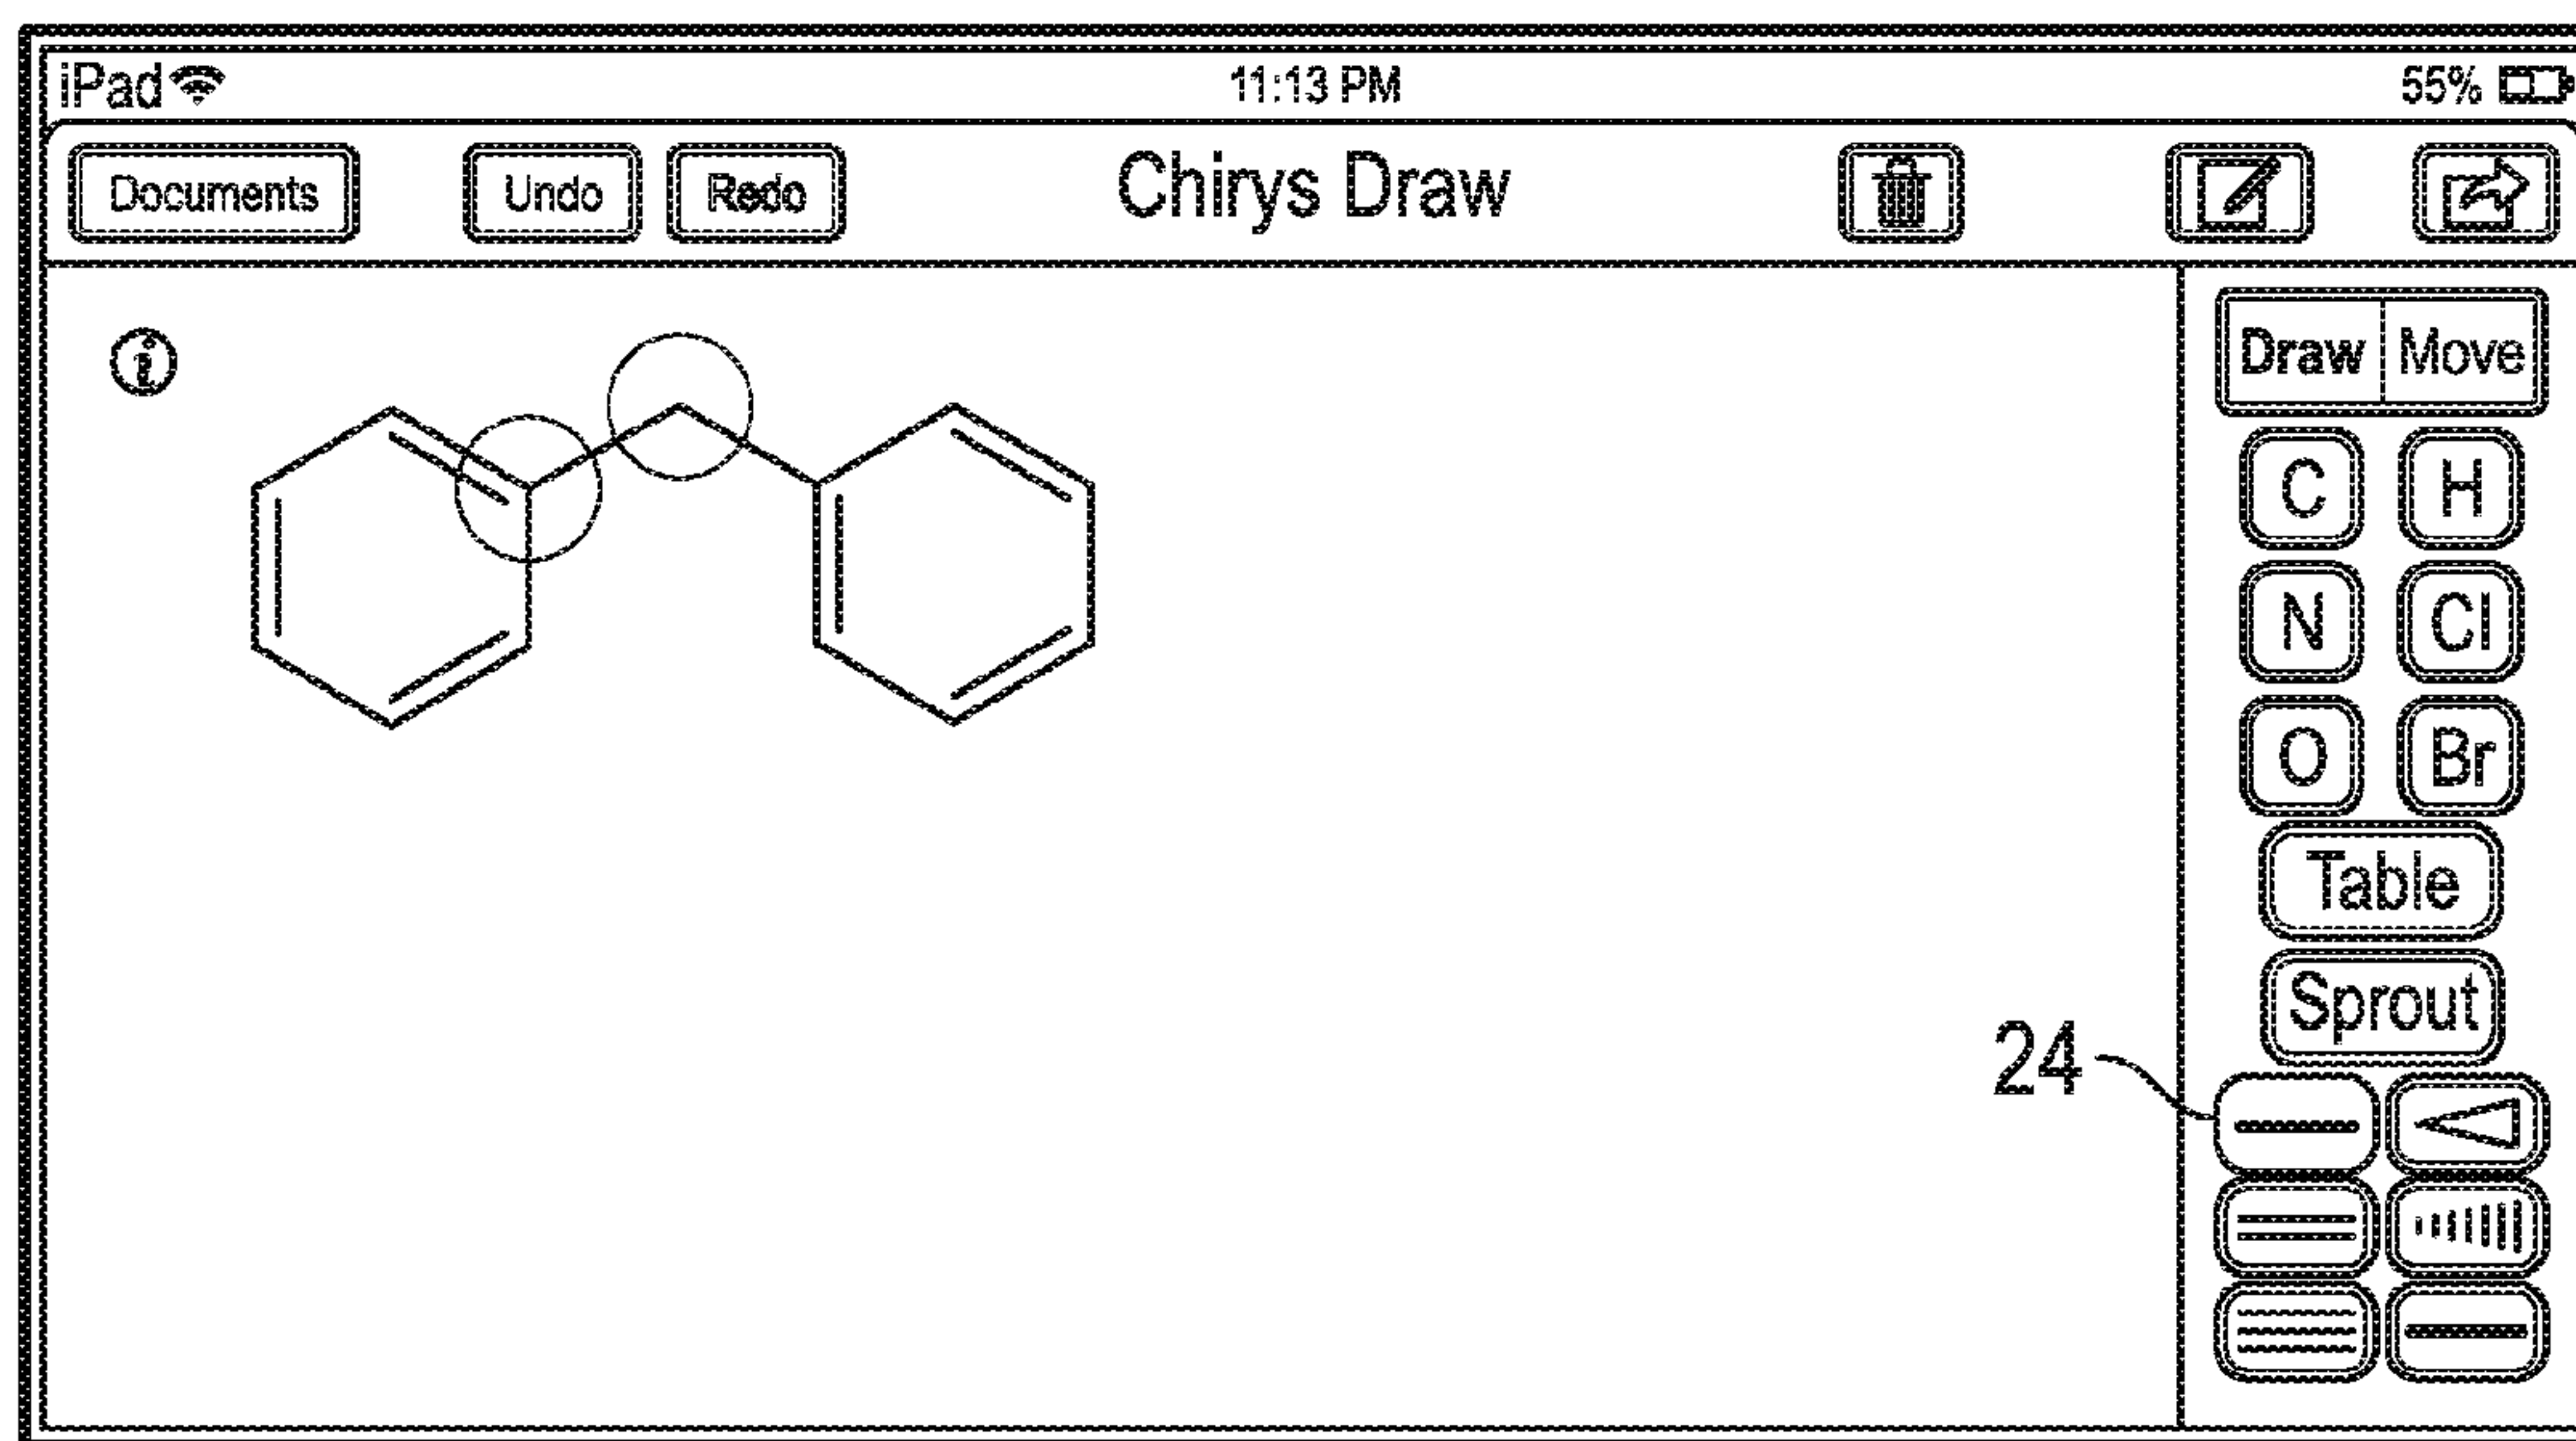 iPad 11:13 PM 55%
Documents Undo Redo Chirys Draw
i
Draw Move
C H
N Cl
O Br
Table
Sprout
24